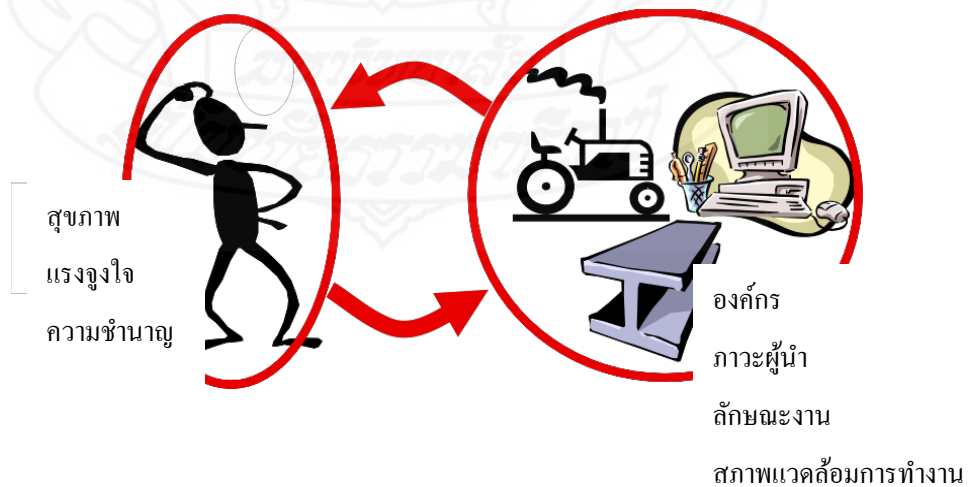 สุขภาพ
แรงจูงใจ
ความชำนาญ
องค์กร
ภาวะผู้นำ
ลักษณะงาน
สภาพแวดล้อมการทำงาน